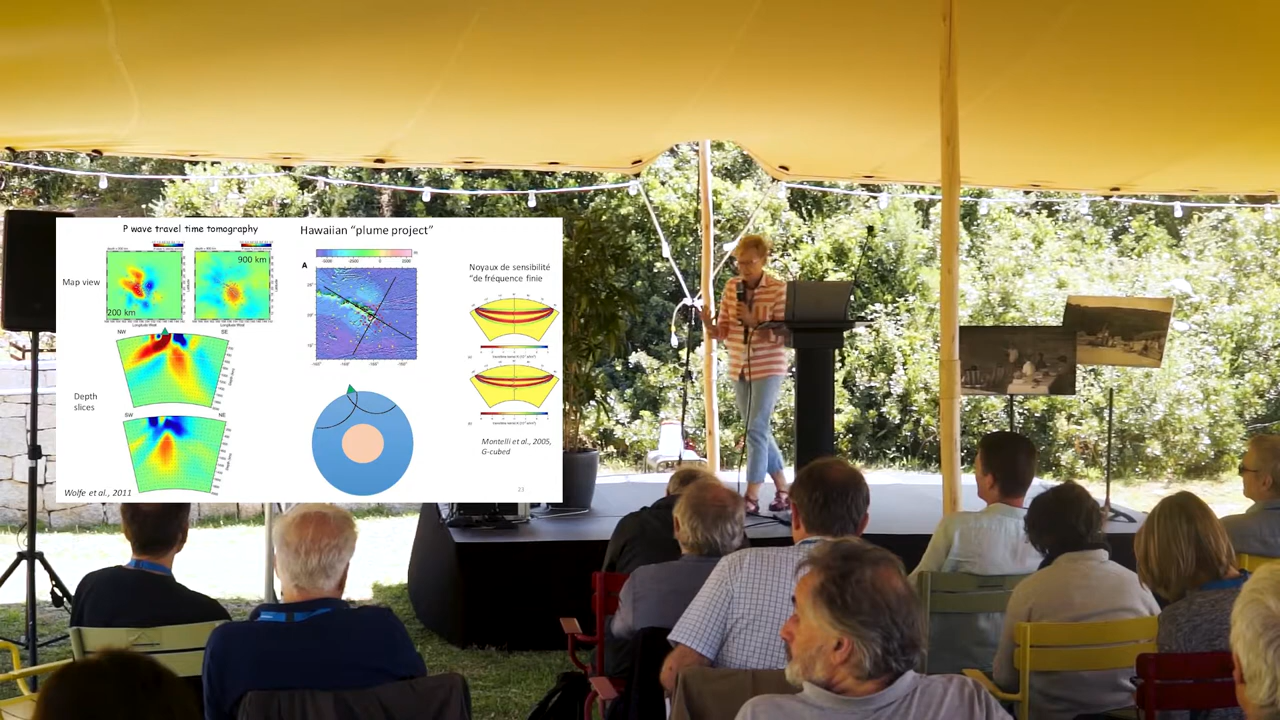 P wave travel time tomography
Hawaiian "plume project"
Map view
200 km
900 km
A
Noyaux de sensibilité
"de fréquence finie
NW
SE
Depth
slices
SW
NE
Montelli et al., 2005,
G-cubed
Wolfe et al., 2011
23